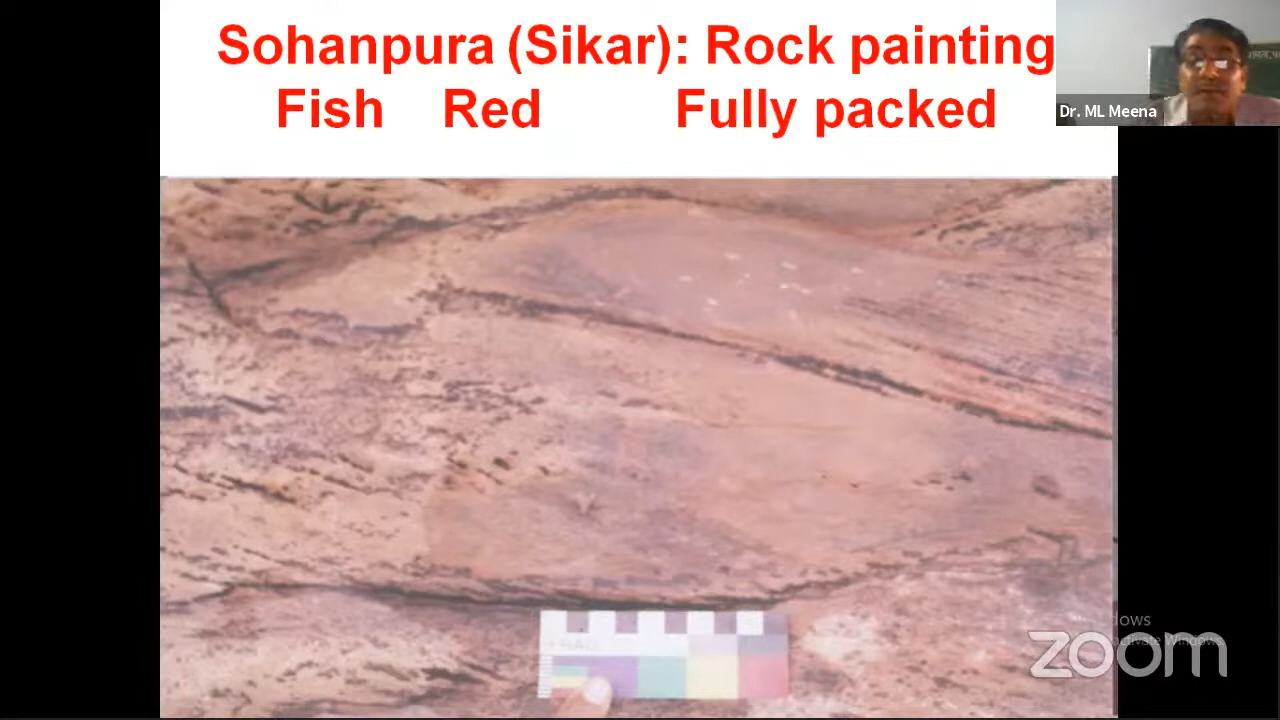 Sohanpura (Sikar): Rock painting
Fish Red Fully packed
Dr. ML Meena
zoom